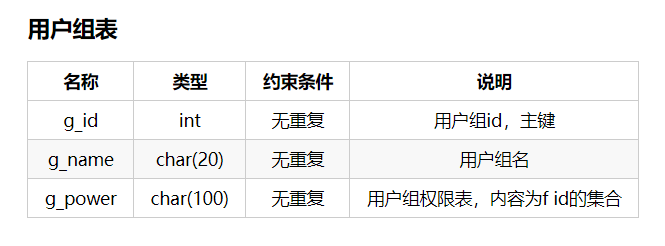 用户组表
名称 类型 约束条件 说明
g_id int 无重复 用户组id，主键
g_name char(20) 无重复 用户组名
g_power char(100) 无重复 用户组权限表，内容为f id的集合